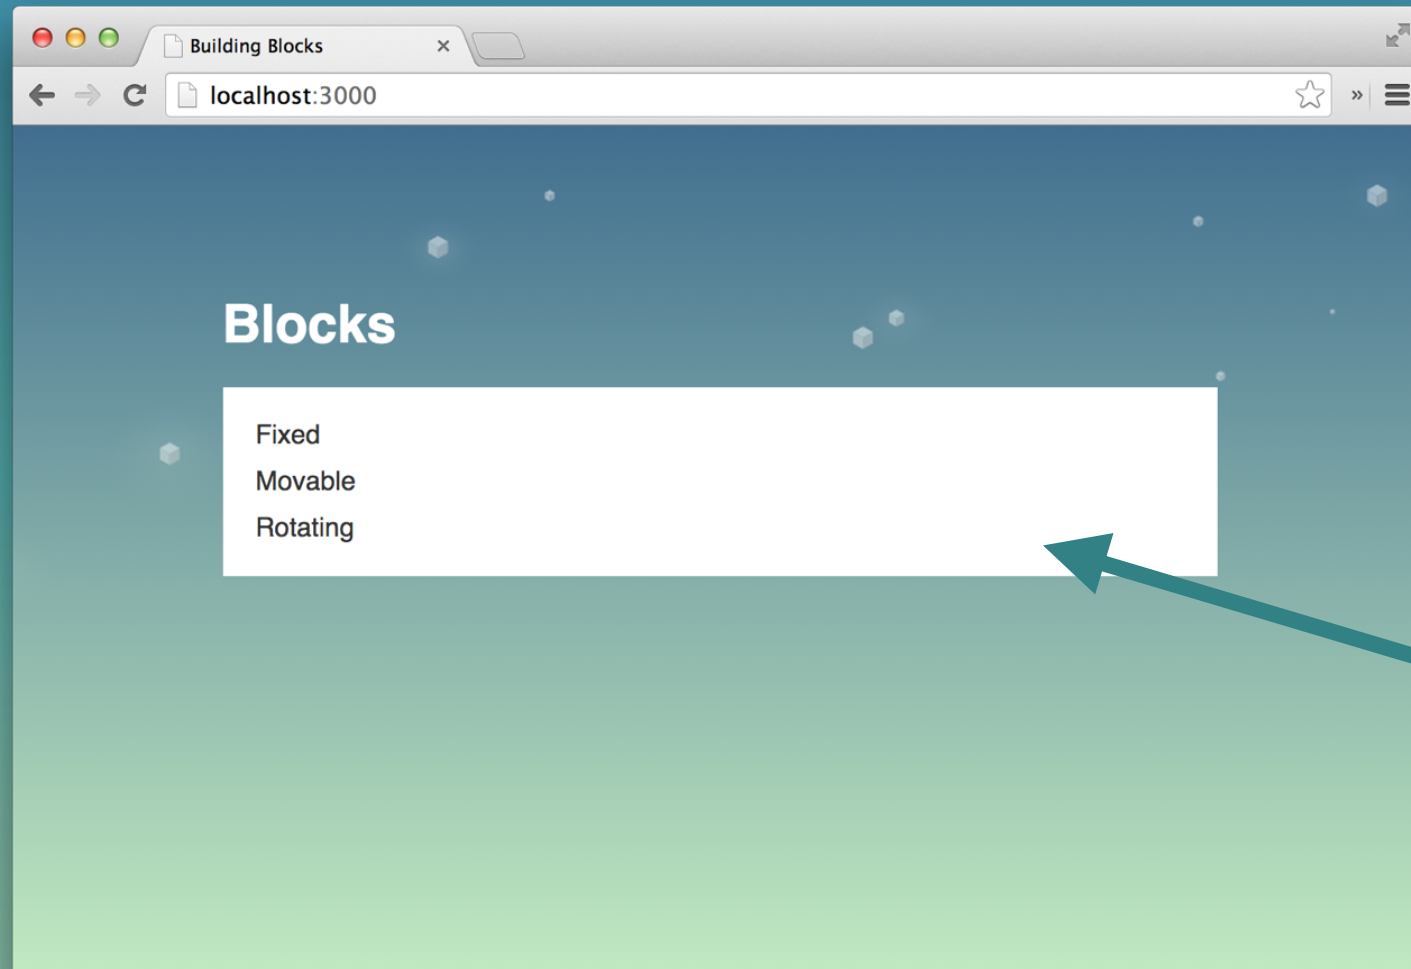 Building Blocks
localhost:3000
Blocks
Fixed
Movable
Rotating